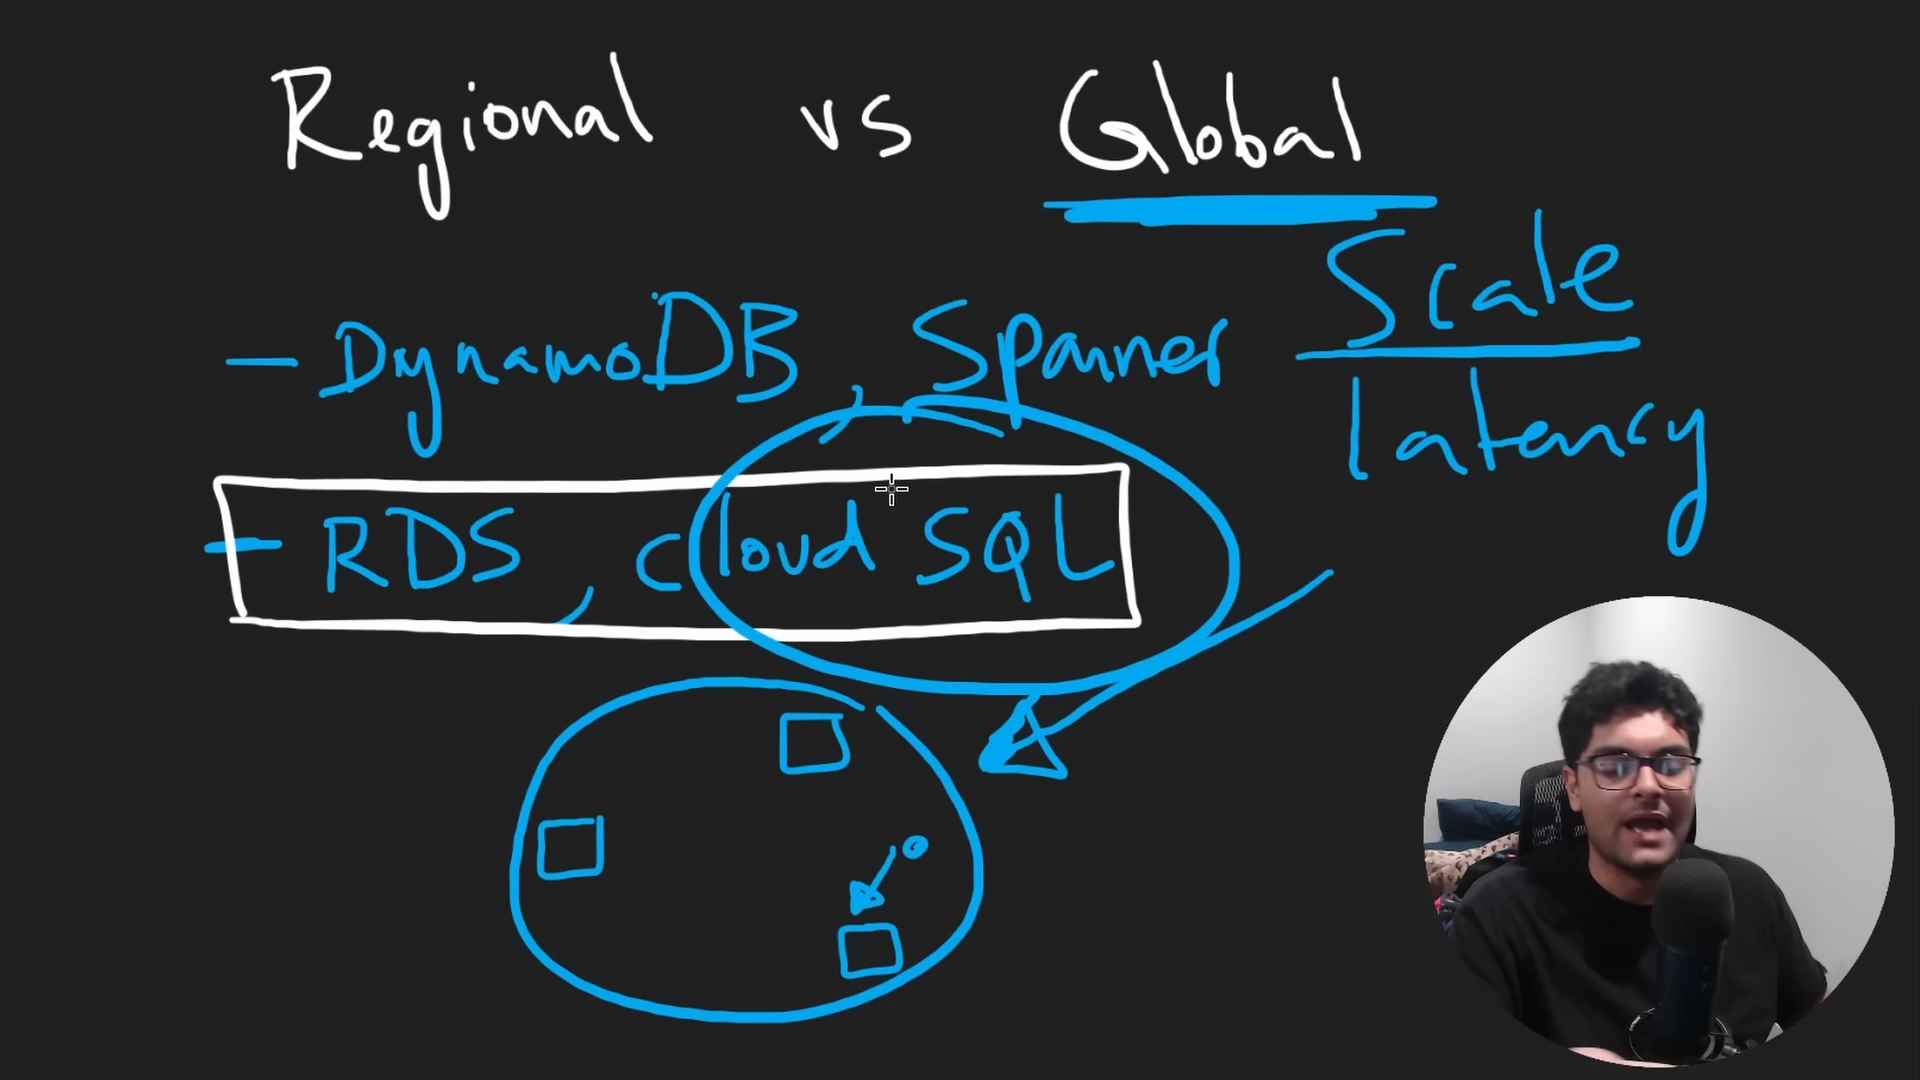 Regional vs Global
Scale
latency
- DynamoDB, Spanner
- RDS, cloud SQL